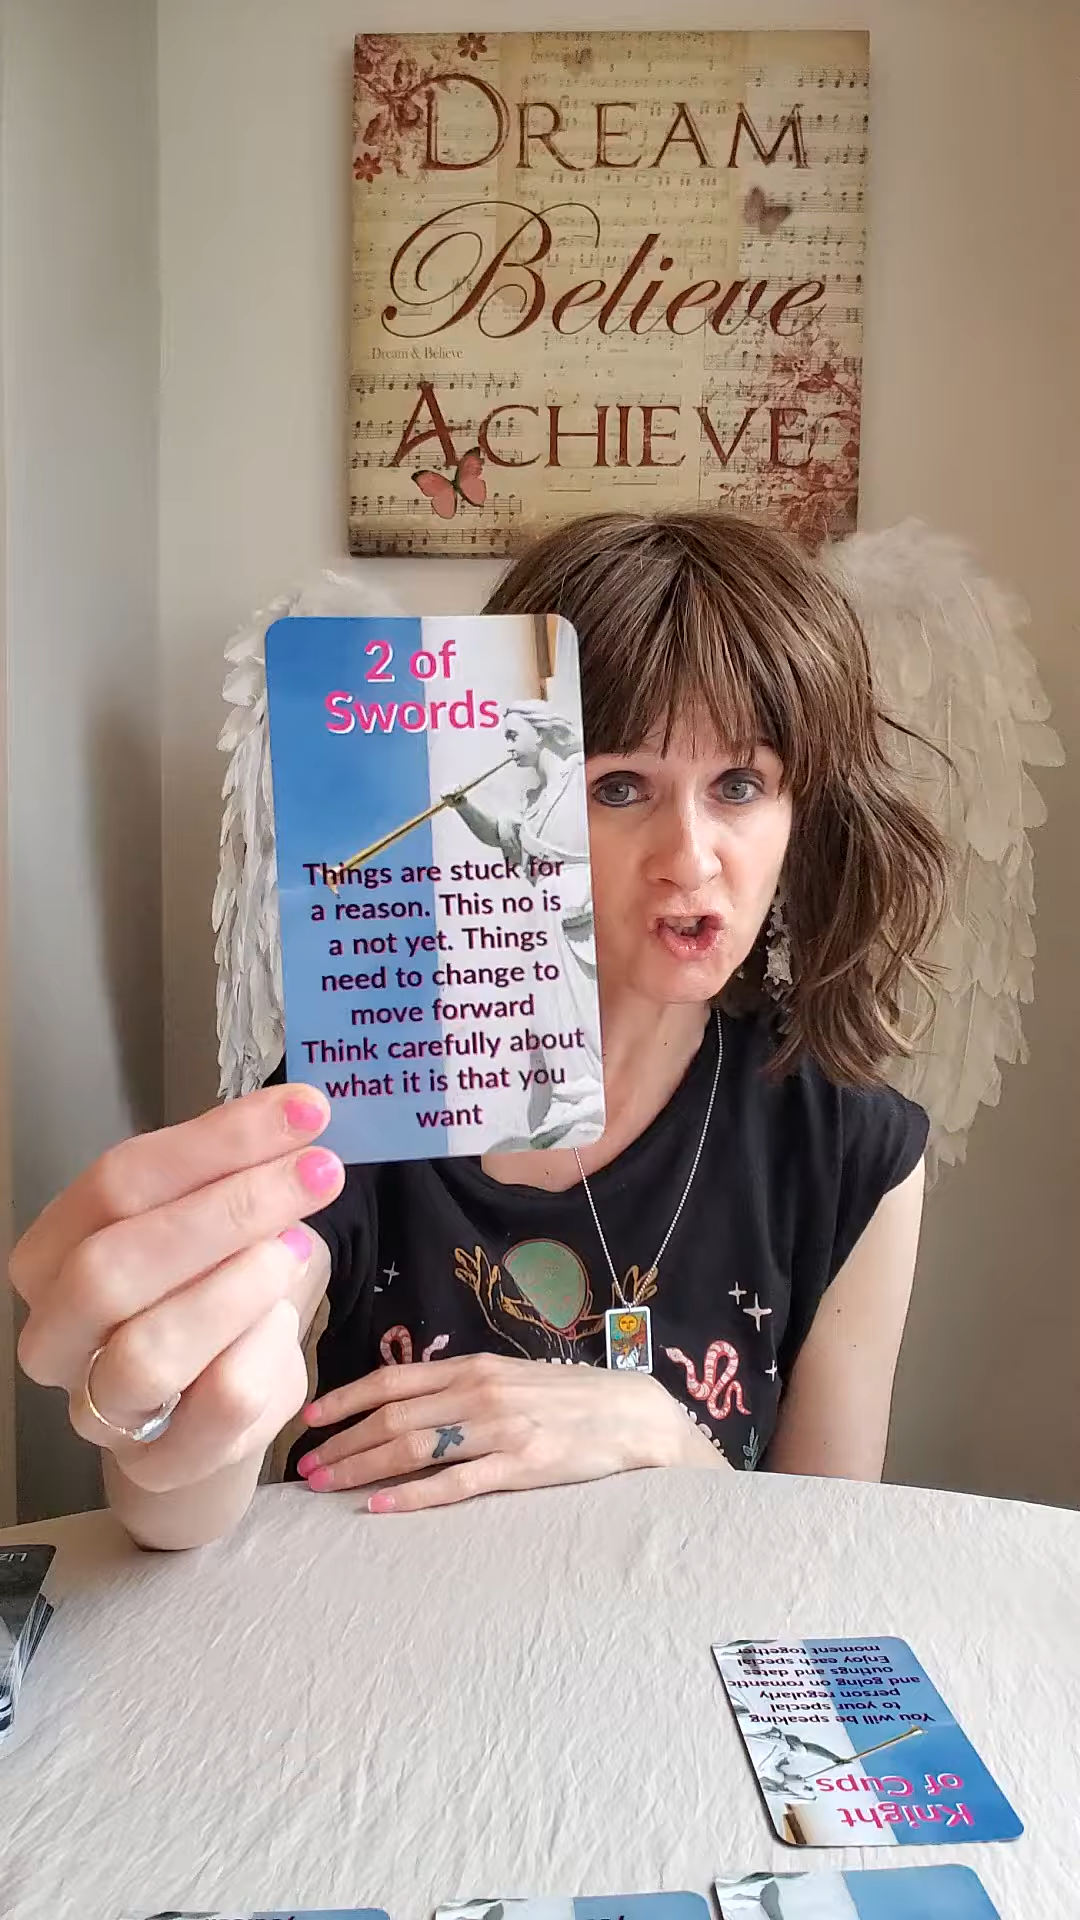 DREAM
Believe
Dream & Believe
ACHIEVE
2 of
Swords
Things are stuck for
a reason. This no is
a not yet. Things
need to change to
move forward
Think carefully about
what it is that you
want
Liz
Knight
of Cups
You will be speaking
to your special
person regularly
and going on romantic
outings and dates
Enjoy each special
moment together